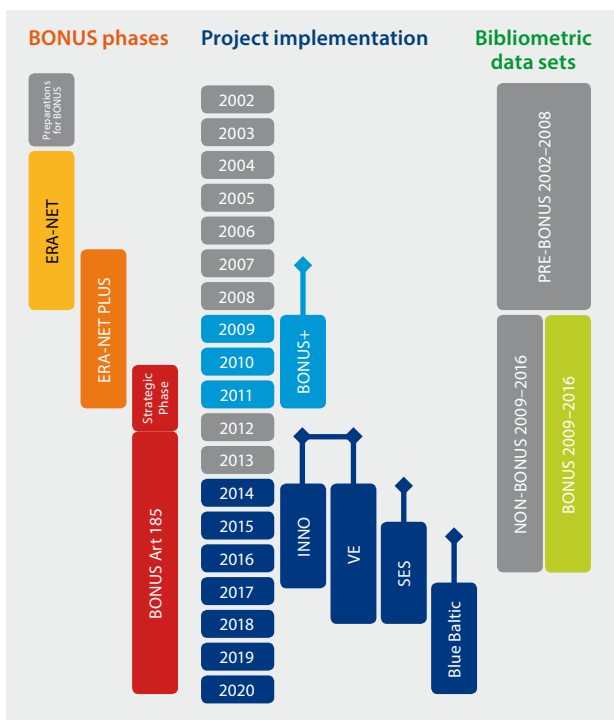 BONUS phases
Project implementation
Bibliometric
data sets
Preparations
for BONUS
ERA-NET
ERA-NET PLUS
Strategic
Phase
BONUS Art 185
2002
2003
2004
2005
2006
2007
2008
2009
2010
2011
2012
2013
2014
2015
2016
2017
2018
2019
2020
BONUS+
INNO
VE
SES
Blue Baltic
PRE-BONUS 2002–2008
NON-BONUS 2009–2016
BONUS 2009–2016